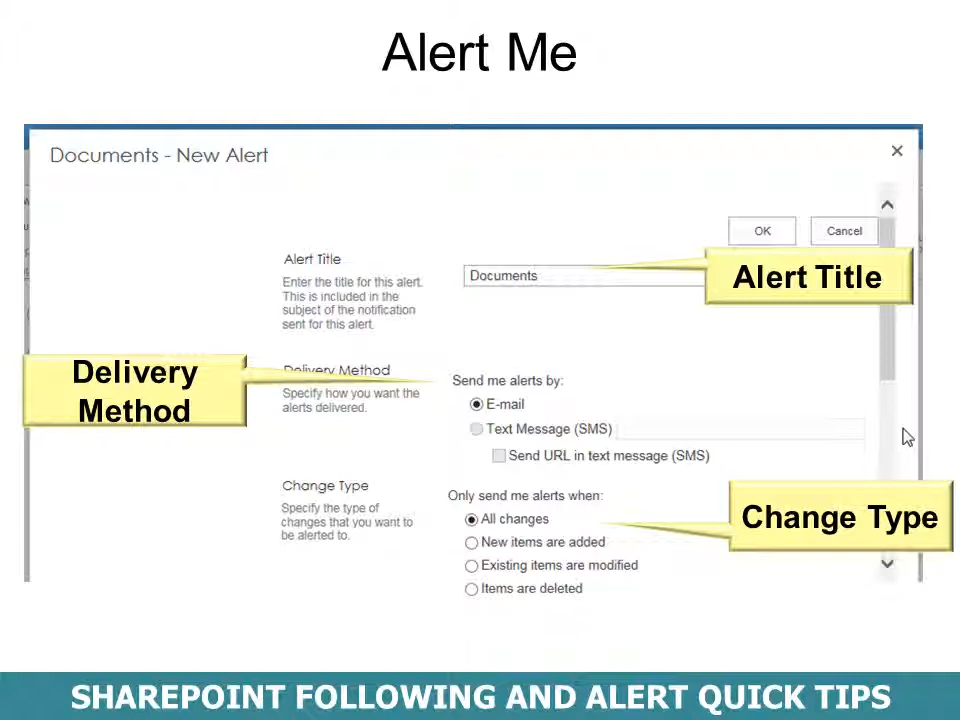 Alert Me
Documents - New Alert
OK
Cancel
Alert Title
Enter the title for this alert.
This is included in the
subject of the notification
sent for this alert.
Documents
Alert Title
Delivery
Method
Delivery Method
Specify how you want the
alerts delivered.
Send me alerts by:
E-mail
Text Message (SMS)
Send URL in text message (SMS)
Change Type
Specify the type of
changes that you want to
be alerted to.
Only send me alerts when:
All changes
New items are added
Existing items are modified
Items are deleted
Change Type
SHAREPOINT FOLLOWING AND ALERT QUICK TIPS